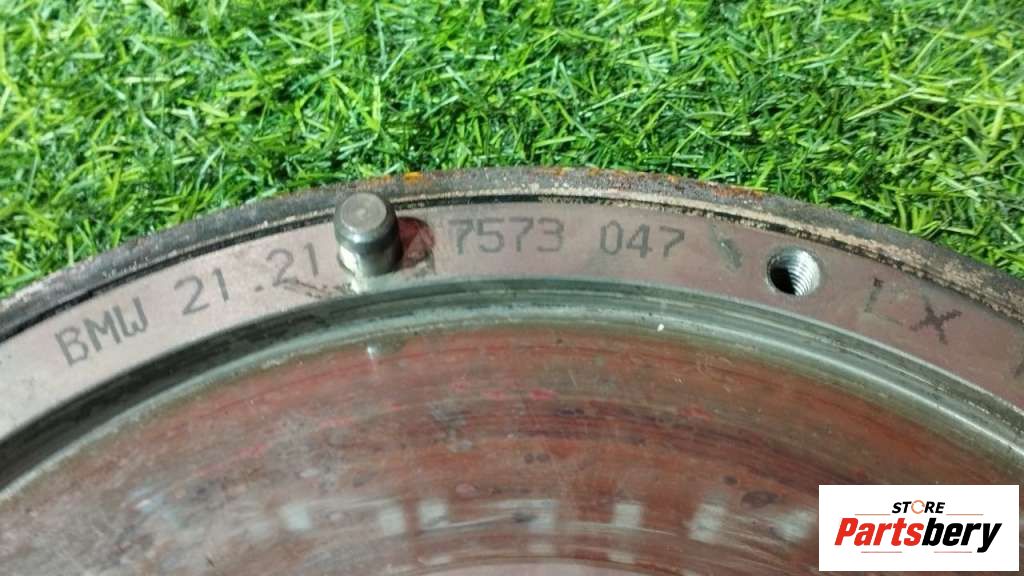 BMW 21.21 7573 047 LX
STORE
Partsbery